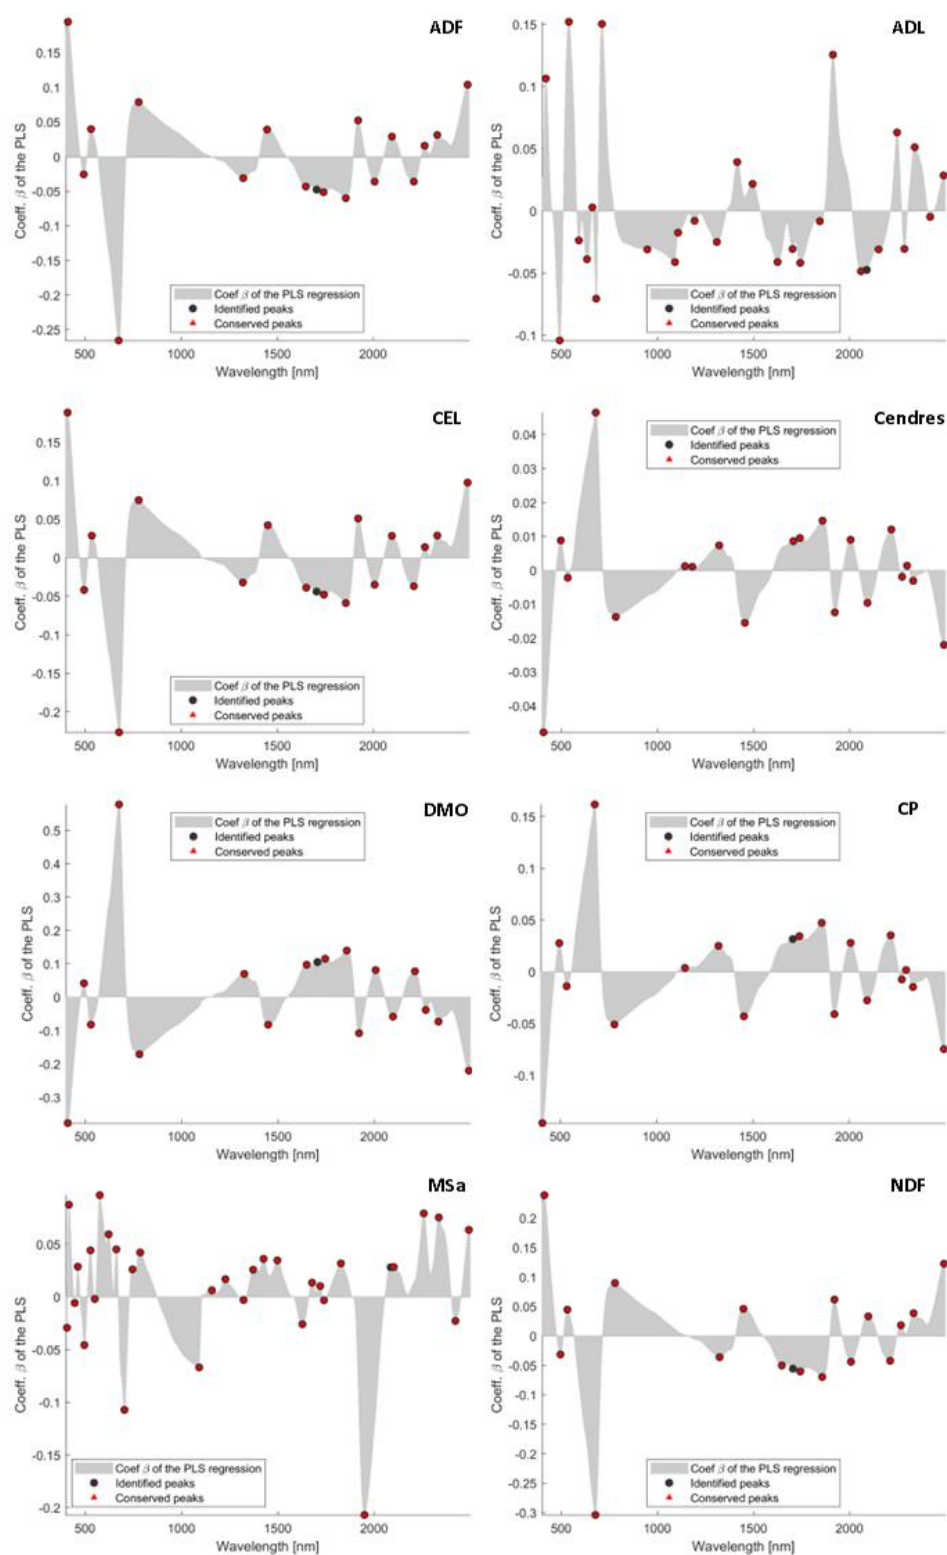 ADF
0.15
0.1
0.05
0
-0.05
-0.1
-0.15
-0.2
-0.25
Coeff. β of the PLS
Coef β of the PLS regression
Identified peaks
Conserved peaks
500 1000 1500 2000
Wavelength [nm]
ADL
0.15
0.1
0.05
0
-0.05
-0.1
Coeff. β of the PLS
Coef β of the PLS regression
Identified peaks
Conserved peaks
500 1000 1500 2000
Wavelength [nm]
CEL
0.15
0.1
0.05
0
-0.05
-0.1
-0.15
-0.2
Coeff. β of the PLS
Coef β of the PLS regression
Identified peaks
Conserved peaks
500 1000 1500 2000
Wavelength [nm]
Cendres
0.04
0.03
0.02
0.01
0
-0.01
-0.02
-0.03
-0.04
Coeff. β of the PLS
Coef β of the PLS regression
Identified peaks
Conserved peaks
500 1000 1500 2000
Wavelength [nm]
DMO
0.5
0.4
0.3
0.2
0.1
0
-0.1
-0.2
-0.3
Coeff. β of the PLS
Coef β of the PLS regression
Identified peaks
Conserved peaks
500 1000 1500 2000
Wavelength [nm]
CP
0.15
0.1
0.05
0
-0.05
-0.1
Coeff. β of the PLS
Coef β of the PLS regression
Identified peaks
Conserved peaks
500 1000 1500 2000
Wavelength [nm]
MSa
0.05
0
-0.05
-0.1
-0.15
-0.2
Coeff. β of the PLS
Coef β of the PLS regression
Identified peaks
Conserved peaks
500 1000 1500 2000
Wavelength [nm]
NDF
0.2
0.15
0.1
0.05
0
-0.05
-0.1
-0.15
-0.2
-0.25
-0.3
Coeff. β of the PLS
Coef β of the PLS regression
Identified peaks
Conserved peaks
500 1000 1500 2000
Wavelength [nm]